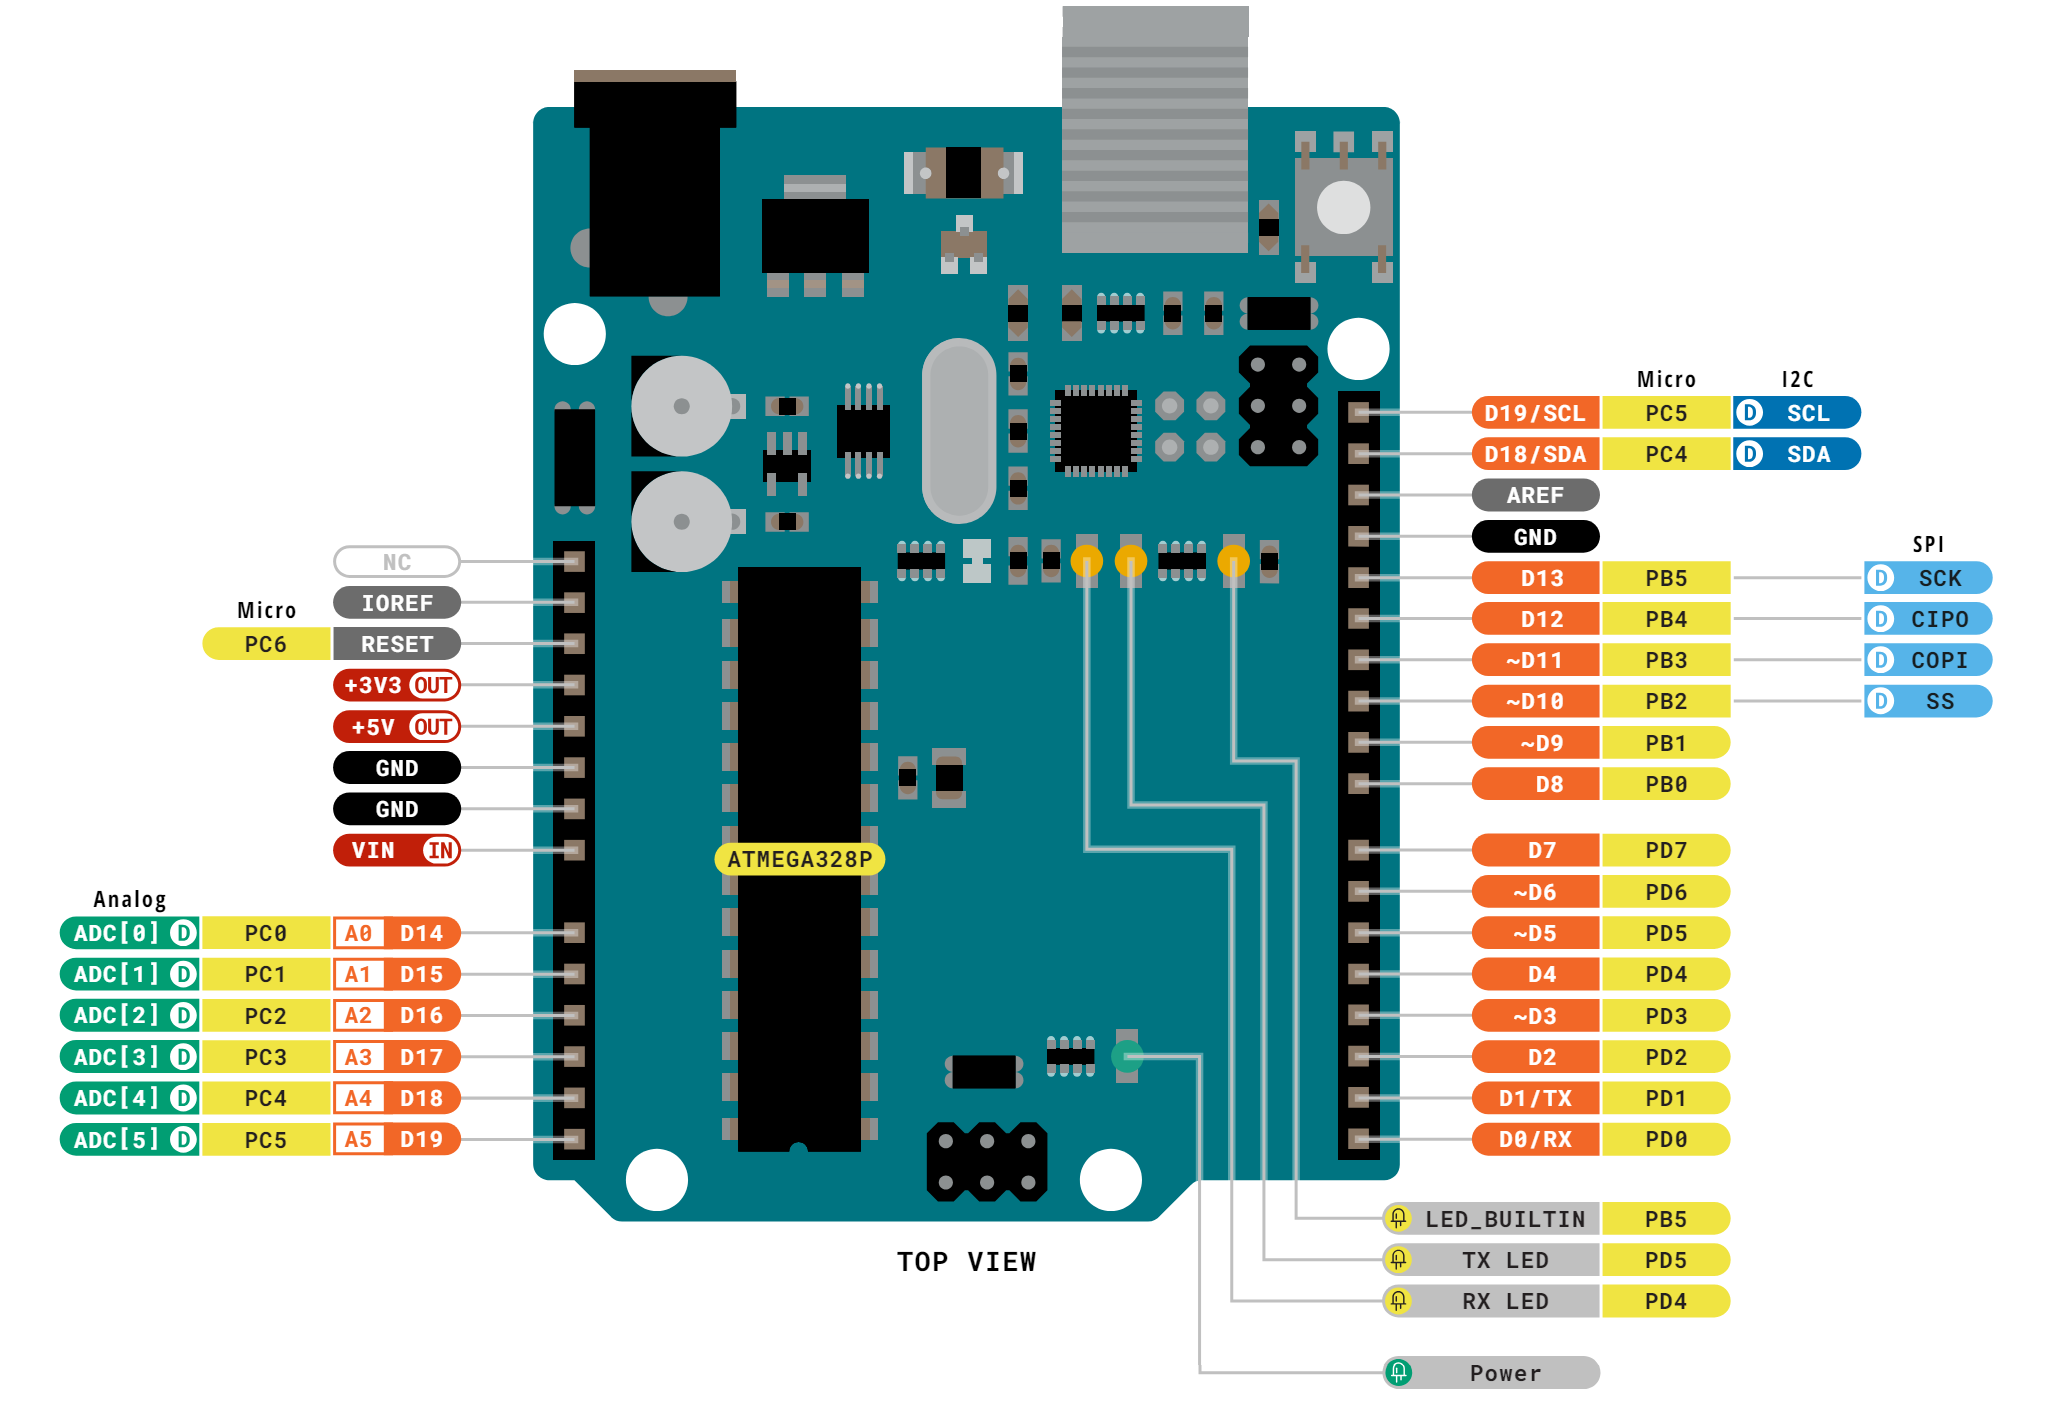 Micro I2C
D19/SCL PC5 D SCL
D18/SDA PC4 D SDA
AREF
GND
SPI
D13 PB5 D SCK
D12 PB4 D CIPO
~D11 PB3 D COPI
~D10 PB2 D SS
~D9 PB1
D8 PB0
D7 PD7
~D6 PD6
~D5 PD5
D4 PD4
~D3 PD3
D2 PD2
D1/TX PD1
D0/RX PD0
NC
IOREF
Micro
PC6 RESET
+3V3 OUT
+5V OUT
GND
GND
VIN IN
Analog
ADC[0] D PC0 A0 D14
ADC[1] D PC1 A1 D15
ADC[2] D PC2 A2 D16
ADC[3] D PC3 A3 D17
ADC[4] D PC4 A4 D18
ADC[5] D PC5 A5 D19
ATMEGA328P
LED_BUILTIN PB5
TX LED PD5
RX LED PD4
Power
TOP VIEW